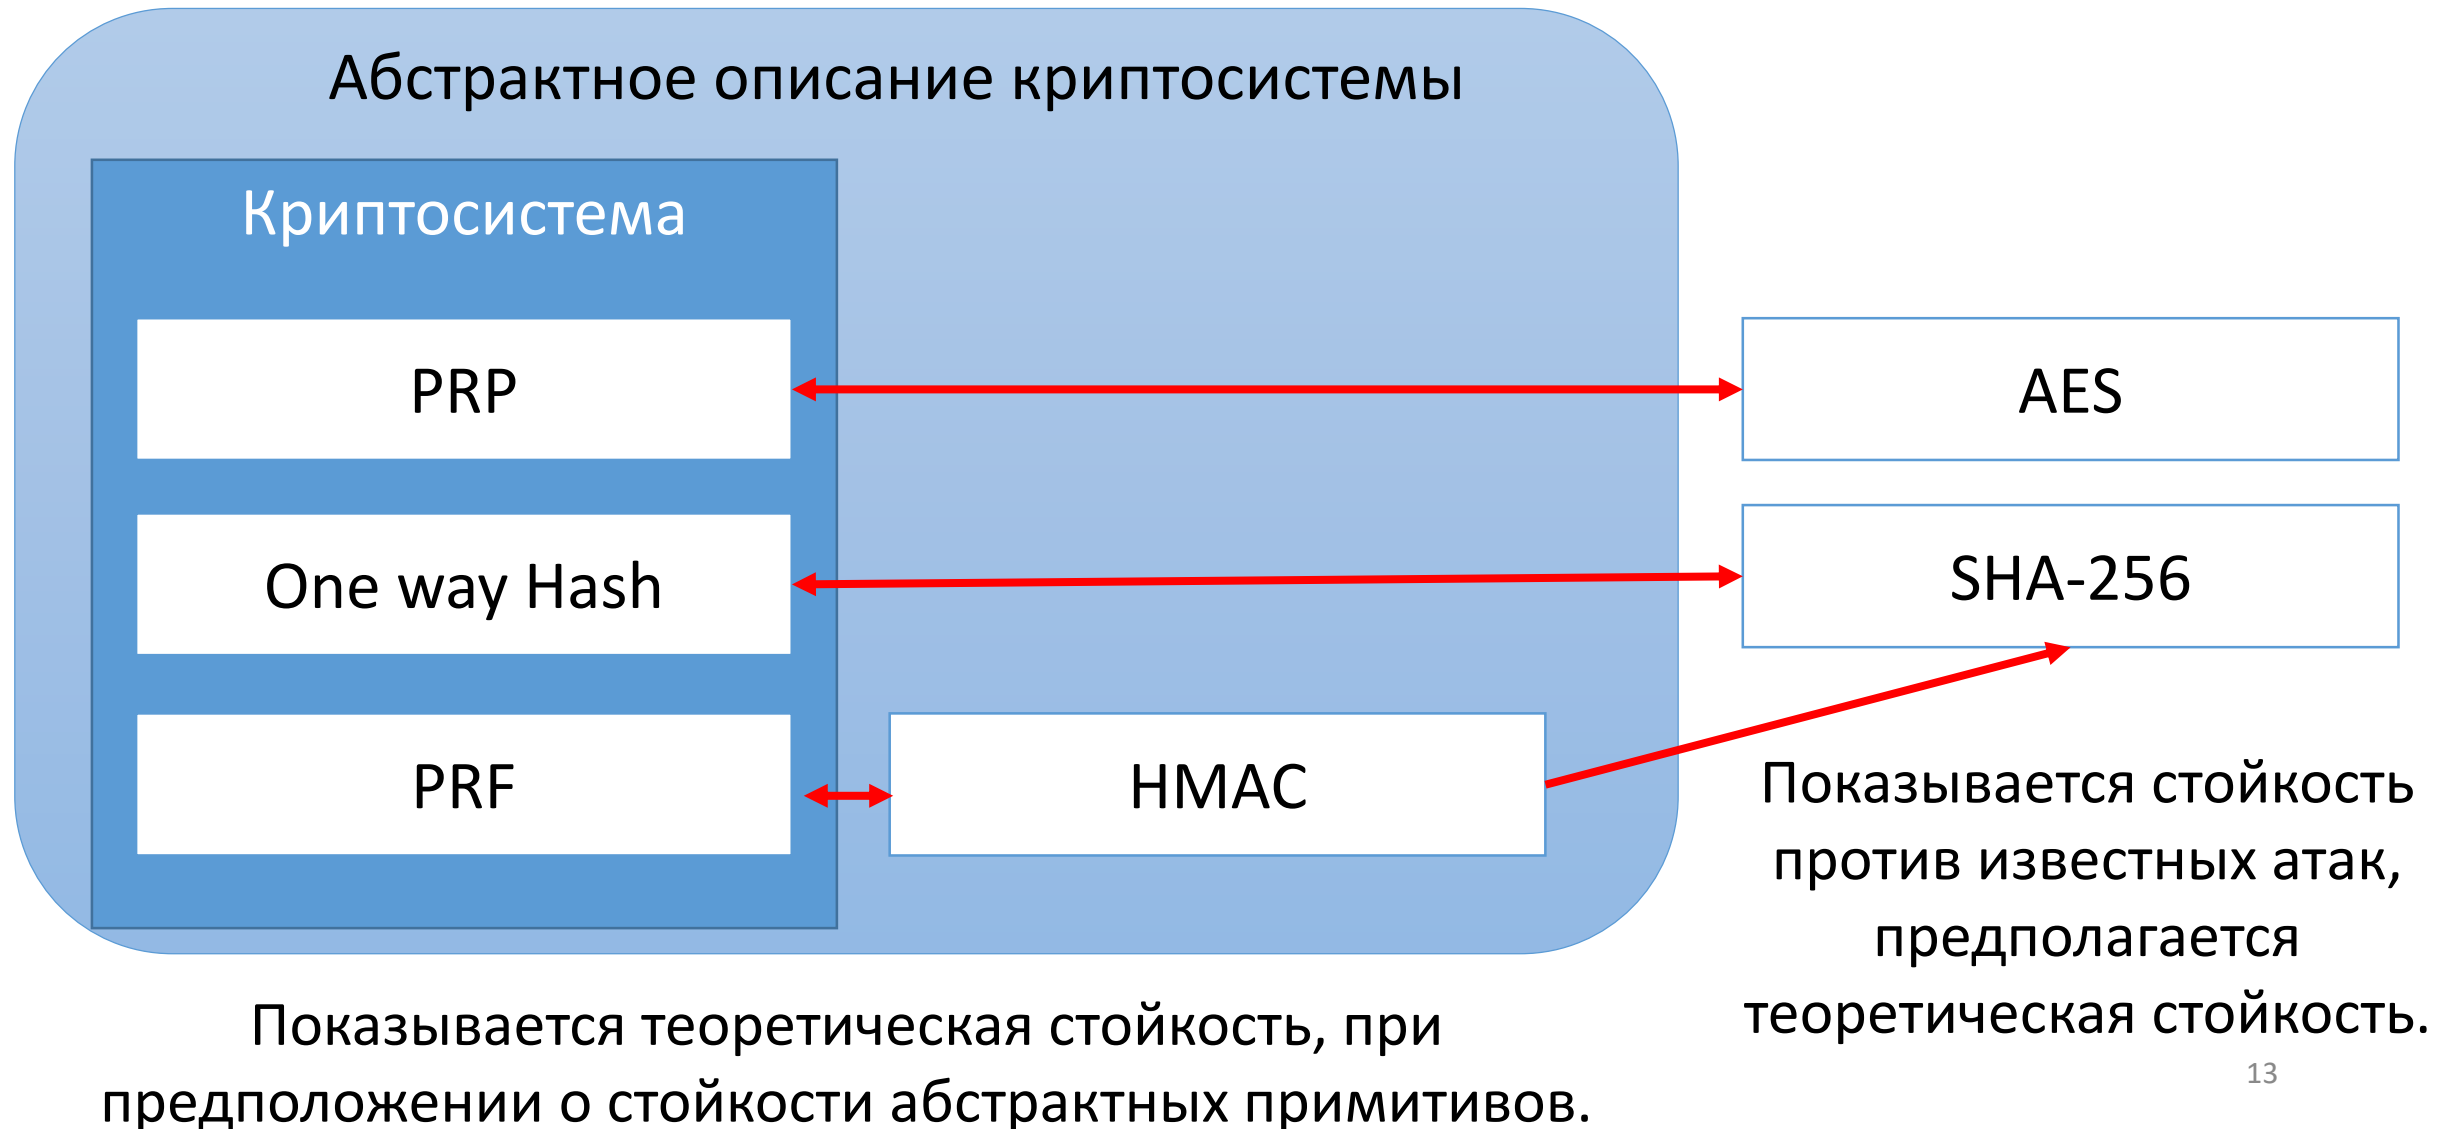 Абстрактное описание криптосистемы
Криптосистема
PRP
AES
One way Hash
SHA-256
PRF
HMAC
Показывается стойкость
против известных атак,
предполагается
теоретическая стойкость.
Показывается теоретическая стойкость, при
предположении о стойкости абстрактных примитивов.
13